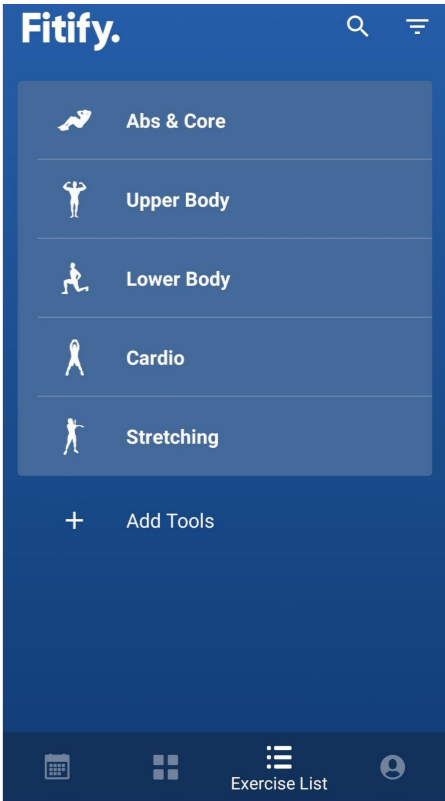 Fitify.
Abs & Core
Upper Body
Lower Body
Cardio
Stretching
+ Add Tools
Exercise List